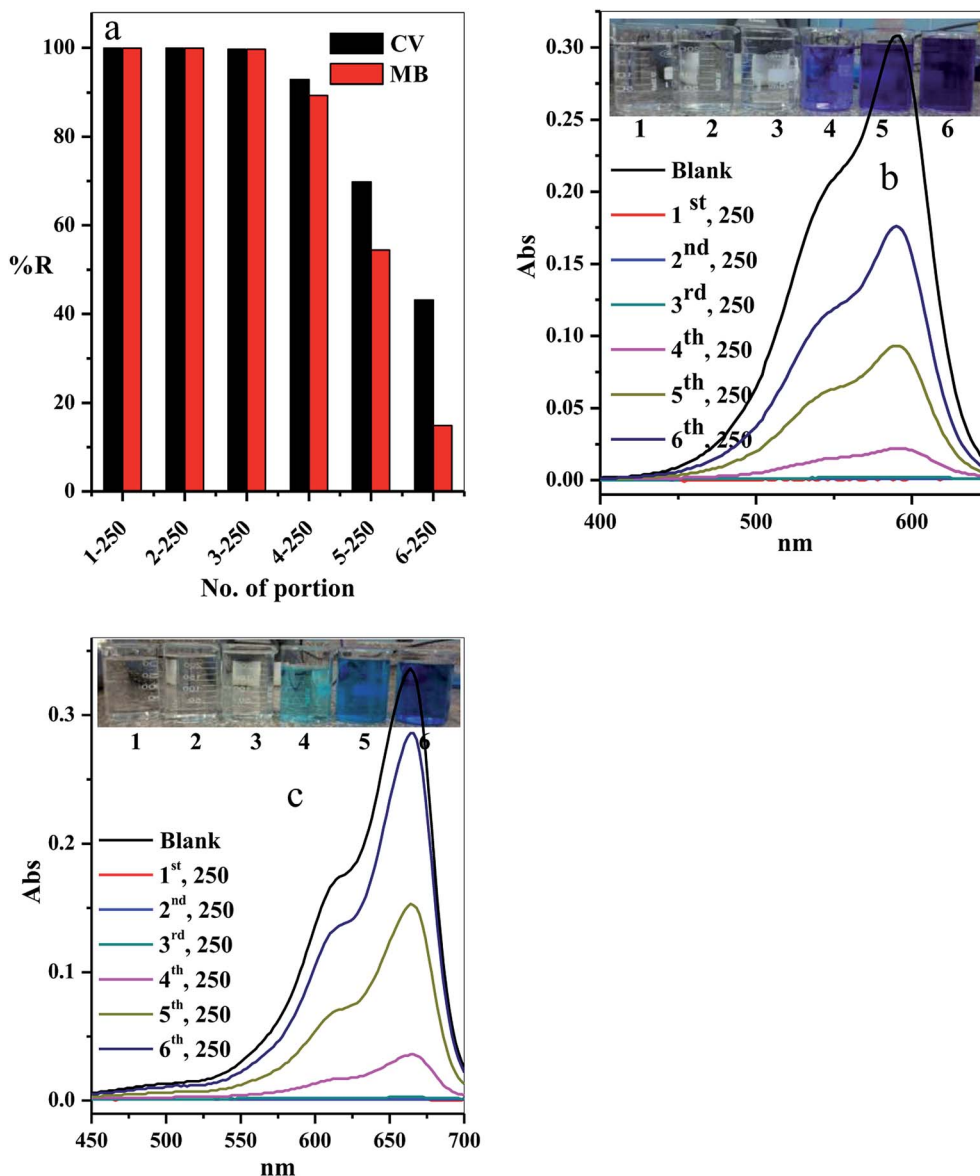 a
CV
MB
100
80
60
40
20
0
%R
1-250
2-250
3-250
4-250
5-250
6-250
No. of portion
b
1 2 3 4 5 6
Blank
1st, 250
2nd, 250
3rd, 250
4th, 250
5th, 250
6th, 250
Abs
0.30
0.25
0.20
0.15
0.10
0.05
0.00
400 500 600
nm
c
1 2 3 4 5 6
Blank
1st, 250
2nd, 250
3rd, 250
4th, 250
5th, 250
6th, 250
Abs
0.3
0.2
0.1
0.0
450 500 550 600 650 700
nm